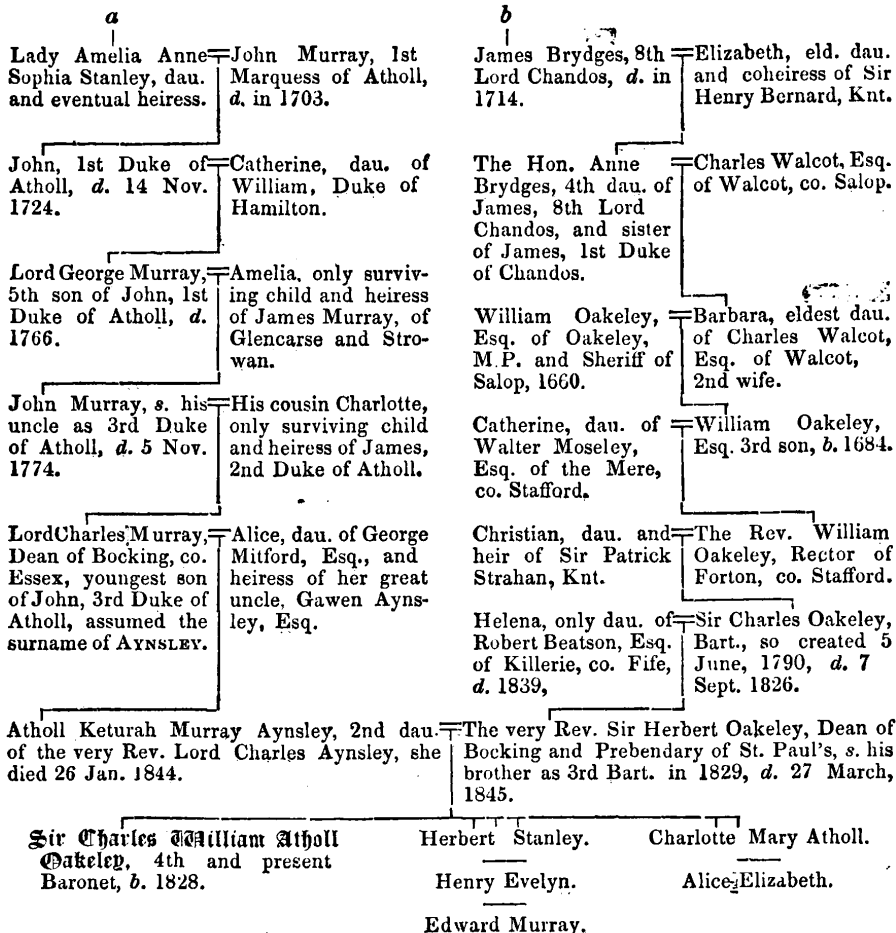 a
Lady Amelia Anne
Sophia Stanley, dau.
and eventual heiress.
John Murray, 1st
Marquess of Atholl,
d. in 1703.
John, 1st Duke of
Atholl, d. 14 Nov.
1724.
Catherine, dau. of
William, Duke of
Hamilton.
Lord George Murray,
5th son of John, 1st
Duke of Atholl, d.
1766.
Amelia, only surviv-
ing child and heiress
of James Murray, of
Glencarse and Stro-
wan.
John Murray, s. his
uncle as 3rd Duke
of Atholl, d. 5 Nov.
1774.
His cousin Charlotte,
only surviving child
and heiress of James,
2nd Duke of Atholl.
Lord Charles Murray,
Dean of Bocking, co.
Essex, youngest son
of John, 3rd Duke of
Atholl, assumed the
surname of AYNSLEY.
Alice, dau. of George
Mitford, Esq., and
heiress of her great
uncle, Gawen Ayns-
ley, Esq.
b
James Brydges, 8th
Lord Chandos, d. in
1714.
Elizabeth, eld. dau.
and coheiress of Sir
Henry Bernard, Knt.
The Hon. Anne
Brydges, 4th dau. of
James, 8th Lord
Chandos, and sister
of James, 1st Duke
of Chandos.
Charles Walcot, Esq.
of Walcot, co. Salop.
William Oakeley,
Esq. of Oakeley,
M.P. and Sheriff of
Salop, 1660.
Barbara, eldest dau.
of Charles Walcot,
Esq. of Walcot,
2nd wife.
Catherine, dau. of
Walter Moseley,
Esq. of the Mere,
co. Stafford.
William Oakeley,
Esq. 3rd son, b. 1684.
Christian, dau. and
heir of Sir Patrick
Strahan, Knt.
The Rev. William
Oakeley, Rector of
Forton, co. Stafford.
Helena, only dau. of
Robert Beatson, Esq.
of Killerie, co. Fife,
d. 1839,
Sir Charles Oakeley,
Bart., so created 5
June, 1790, d. 7
Sept. 1826.
Atholl Keturah Murray Aynsley, 2nd dau.
of the very Rev. Lord Charles Aynsley, she
died 26 Jan. 1844.
The very Rev. Sir Herbert Oakeley, Dean of
Bocking and Prebendary of St. Paul's, s. his
brother as 3rd Bart. in 1829, d. 27 March,
1845.
Sir Charles William Atholl
Oakeley, 4th and present
Baronet, b. 1828.
Herbert Stanley.
Henry Evelyn.
Edward Murray.
Charlotte Mary Atholl.
Alice Elizabeth.